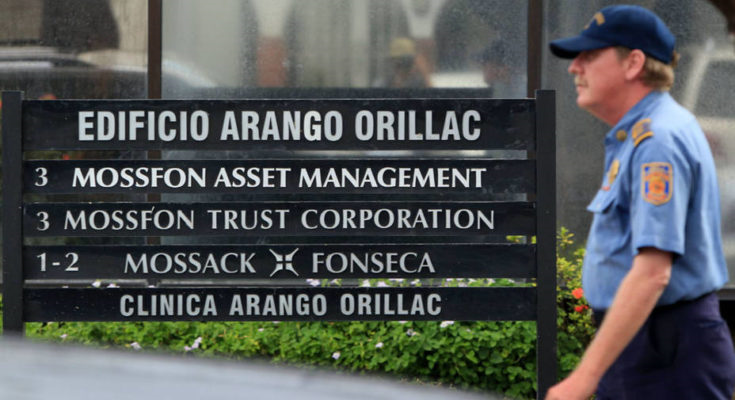 EDIFICIO ARANGO ORILLAC
3 MOSSFON ASSET MANAGEMENT
3 MOSSFON TRUST CORPORATION
1-2 MOSSACK FONSECA
CLINICA ARANGO ORILLAC